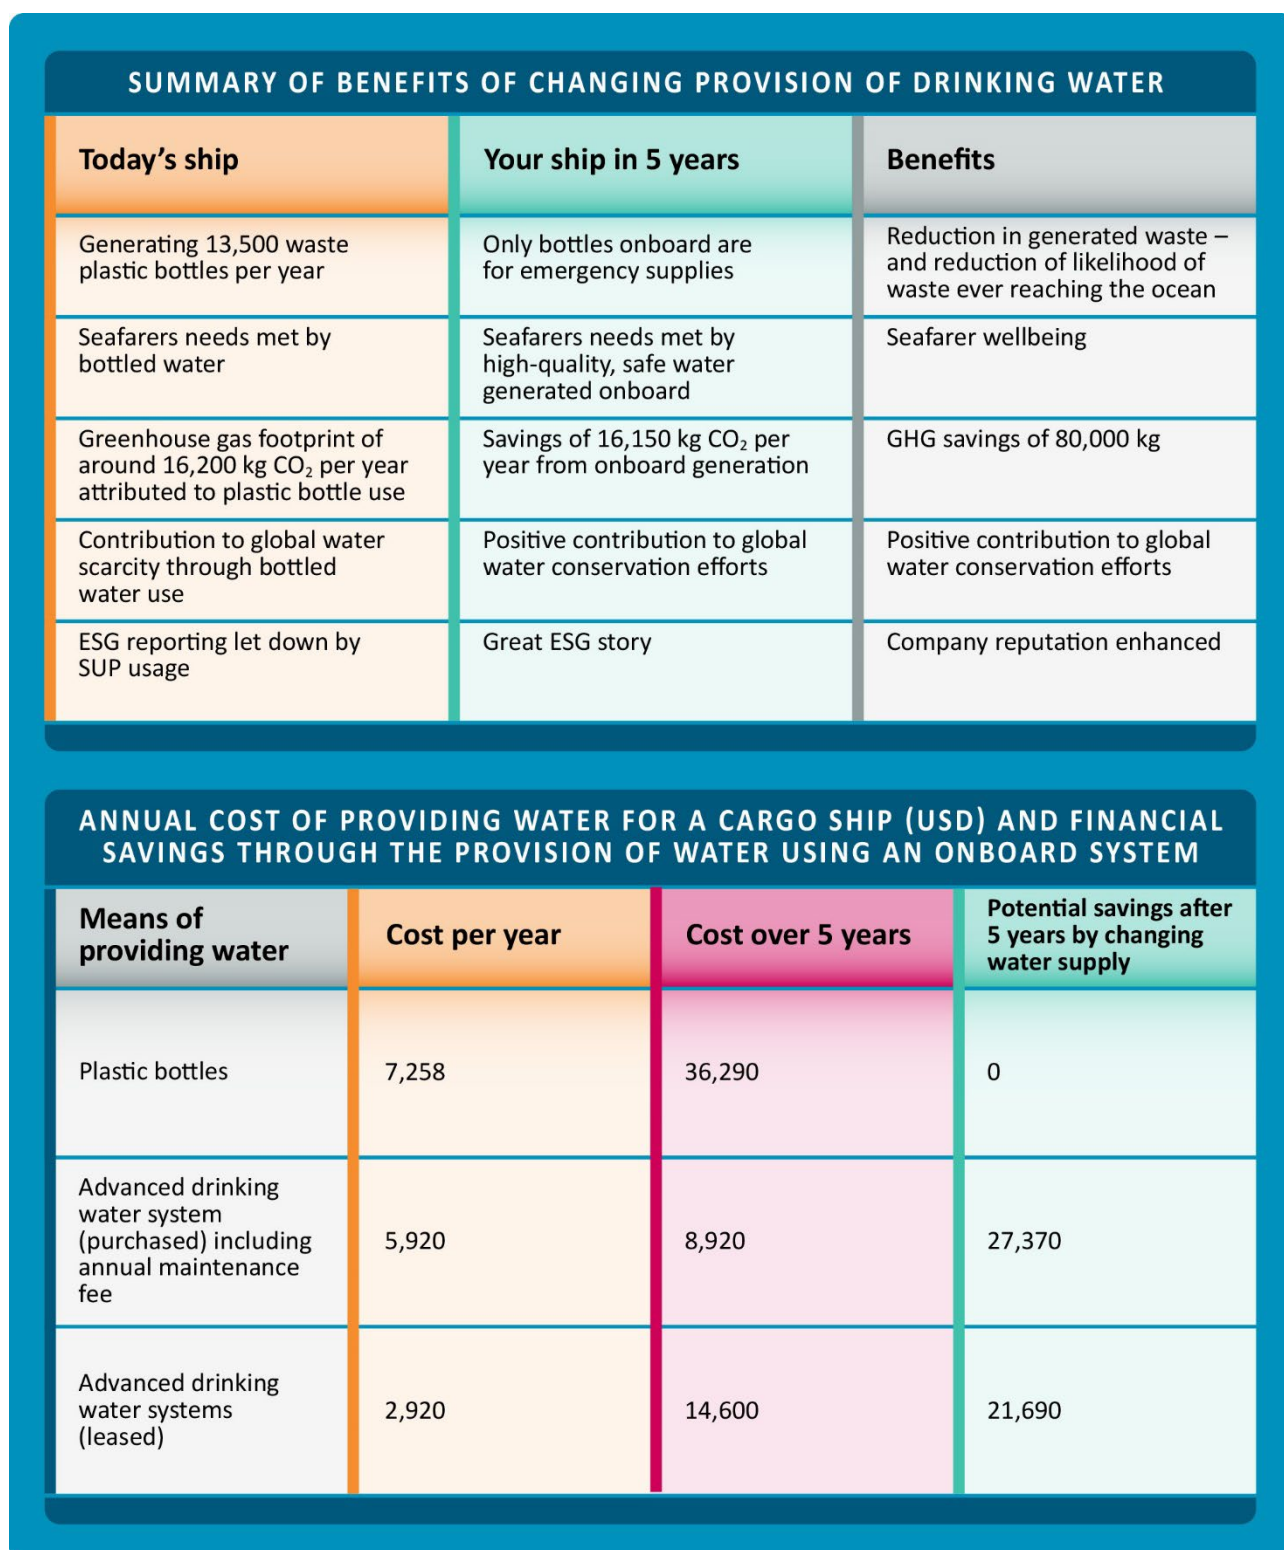 SUMMARY OF BENEFITS OF CHANGING PROVISION OF DRINKING WATER
Today's ship
Your ship in 5 years
Benefits
Generating 13,500 waste
plastic bottles per year
Only bottles onboard are
for emergency supplies
Reduction in generated waste –
and reduction of likelihood of
waste ever reaching the ocean
Seafarers needs met by
bottled water
Seafarers needs met by
high-quality, safe water
generated onboard
Seafarer wellbeing
Greenhouse gas footprint of
around 16,200 kg CO₂ per year
attributed to plastic bottle use
Savings of 16,150 kg CO₂ per
year from onboard generation
GHG savings of 80,000 kg
Contribution to global water
scarcity through bottled
water use
Positive contribution to global
water conservation efforts
Positive contribution to global
water conservation efforts
ESG reporting let down by
SUP usage
Great ESG story
Company reputation enhanced
ANNUAL COST OF PROVIDING WATER FOR A CARGO SHIP (USD) AND FINANCIAL
SAVINGS THROUGH THE PROVISION OF WATER USING AN ONBOARD SYSTEM
Means of
providing water
Cost per year
Cost over 5 years
Potential savings after
5 years by changing
water supply
Plastic bottles
7,258
36,290
0
Advanced drinking
water system
(purchased) including
annual maintenance
fee
5,920
8,920
27,370
Advanced drinking
water systems
(leased)
2,920
14,600
21,690